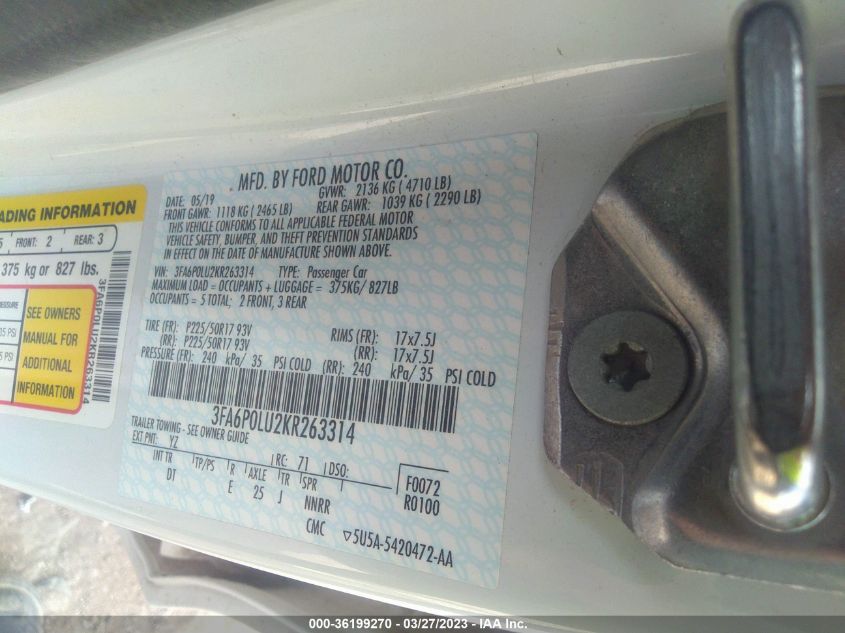 ADING INFORMATION
5 FRONT: 2 REAR: 3
375 kg or 827 lbs.
35 PSI
SEE OWNERS
MANUAL FOR
ADDITIONAL
INFORMATION
3FA6P0LU2KR263314
MFD. BY FORD MOTOR CO.
DATE: 05/19 GVWR: 2136 KG ( 4710 LB)
FRONT GAWR: 1118 KG ( 2465 LB) REAR GAWR: 1039 KG ( 2290 LB)
THIS VEHICLE CONFORMS TO ALL APPLICABLE FEDERAL MOTOR
VEHICLE SAFETY, BUMPER, AND THEFT PREVENTION STANDARDS
IN EFFECT ON THE DATE OF MANUFACTURE SHOWN ABOVE.
VIN: 3FA6P0LU2KR263314 TYPE: Passenger Car
MAXIMUM LOAD = OCCUPANTS + LUGGAGE = 375KG/ 827LB
OCCUPANTS = 5 TOTAL: 2 FRONT, 3 REAR
TIRE (FR): P225/50R17 93V RIMS (FR): 17x7.5J
(RR): P225/50R17 93V (RR): 17x7.5J
PRESSURE (FR): 240 kPa/ 35 PSI COLD (RR): 240 kPa/ 35 PSI COLD
3FA6P0LU2KR263314
TRAILER TOWING - SEE OWNER GUIDE
EXT PNT: YZ RC: 71 DSO:
INT TR TP/PS R AXLE TR SPR F0072
DT E 25 J NNRR R0100
CMC ▽5U5A-5420472-AA
000-36199270 - 03/27/2023 - IAA Inc.